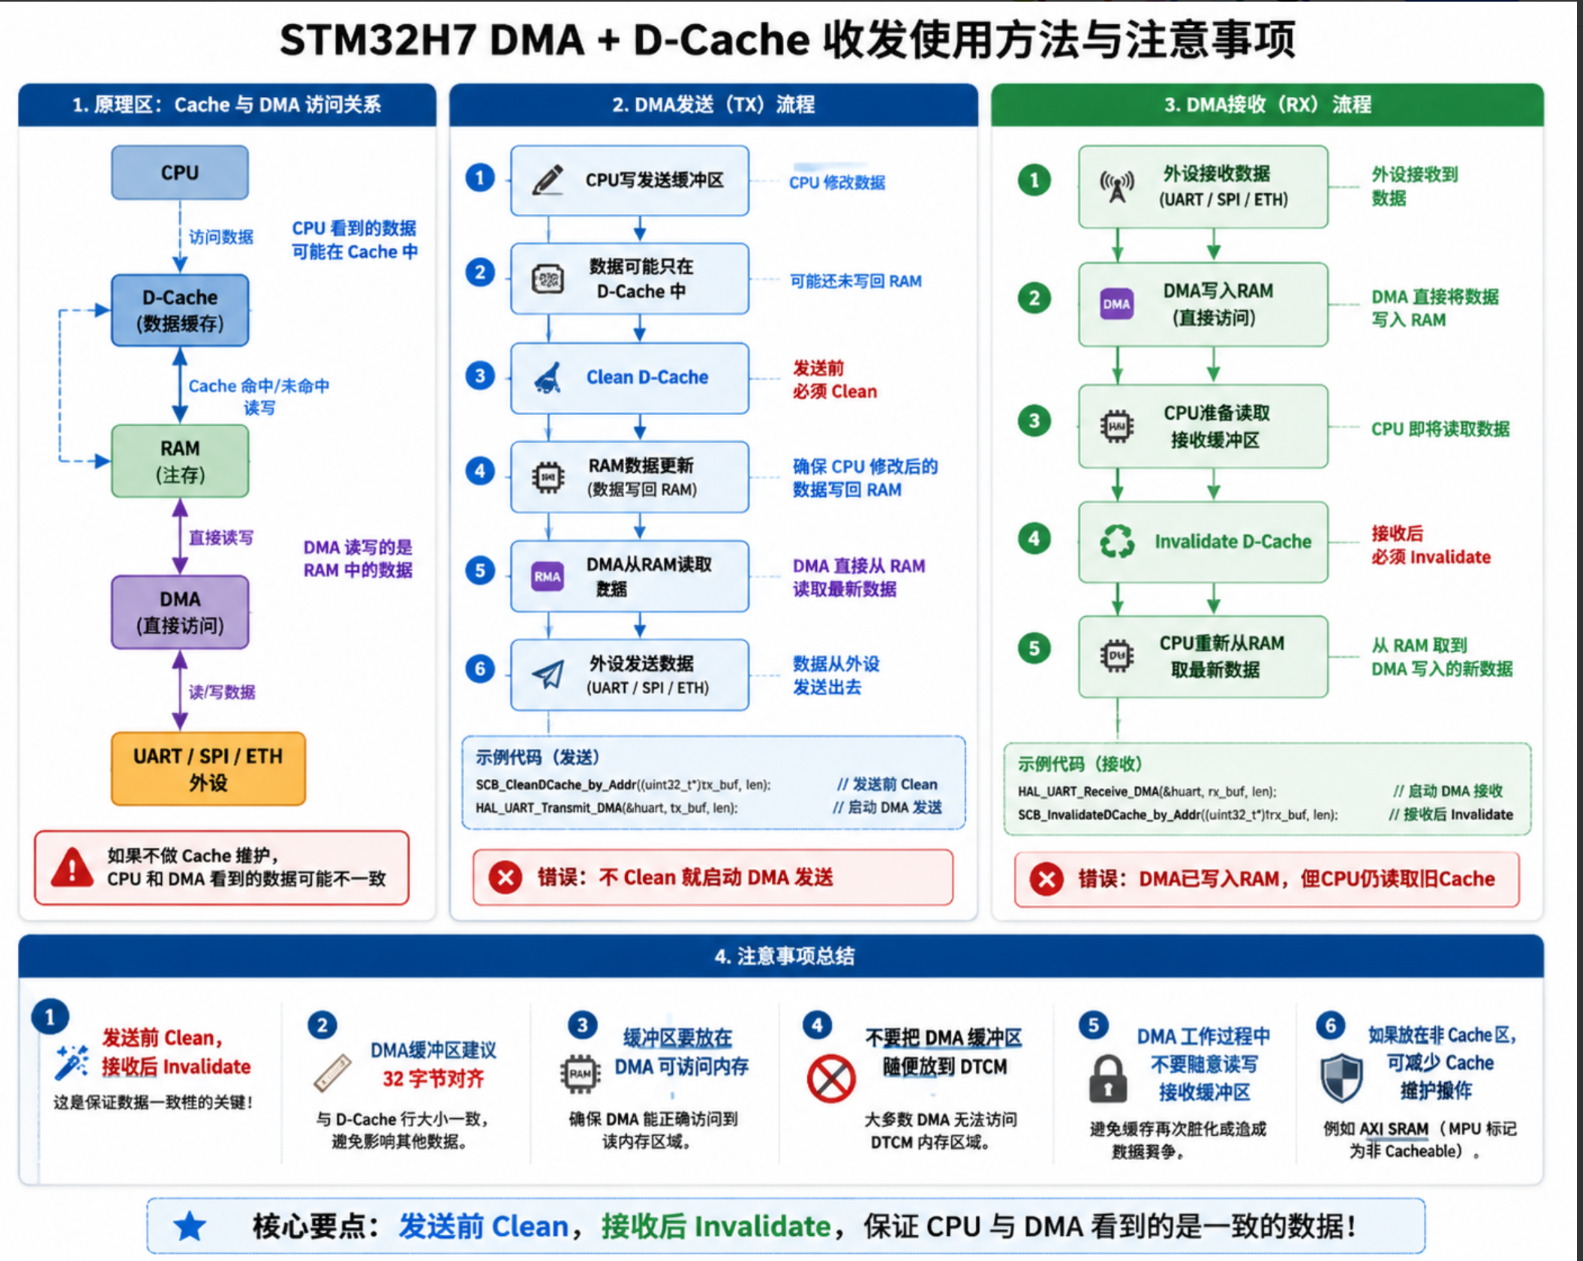 STM32H7 DMA + D-Cache 收发使用方法与注意事项
1. 原理区：Cache 与 DMA 访问关系
CPU
访问数据
CPU 看到的数据
可能在 Cache 中
D-Cache
(数据缓存)
Cache 命中/未命中
读写
RAM
(注存)
直接读写
DMA 读写的是
RAM 中的数据
DMA
(直接访问)
读/写数据
UART / SPI / ETH
外设
如果不做 Cache 维护，
CPU 和 DMA 看到的数据可能不一致
2. DMA发送（TX）流程
1
CPU写发送缓冲区
CPU 修改数据
2
数据可能只在
D-Cache 中
可能还未写回 RAM
3
Clean D-Cache
发送前
必须 Clean
4
RAM数据更新
(数据写回 RAM)
确保 CPU 修改后的
数据写回 RAM
5
RMA
DMA从RAM读取
数据
DMA 直接从 RAM
读取最新数据
6
外设发送数据
(UART / SPI / ETH)
数据从外设
发送出去
示例代码（发送）
SCB_CleanDCache_by_Addr((uint32_t*)tx_buf, len); // 发送前 Clean
HAL_UART_Transmit_DMA(&huart, tx_buf, len); // 启动 DMA 发送
错误：不 Clean 就启动 DMA 发送
3. DMA接收（RX） 流程
1
外设接收数据
(UART / SPI / ETH)
外设接收到
数据
2
DMA
DMA写入RAM
(直接访问)
DMA 直接将数据
写入 RAM
3
CPU准备读取
接收缓冲区
CPU 即将读取数据
4
Invalidate D-Cache
接收后
必须 Invalidate
5
CPU重新从RAM
取最新数据
从 RAM 取到
DMA 写入的新数据
示例代码（接收）
HAL_UART_Receive_DMA(&huart, rx_buf, len); // 启动 DMA 接收
SCB_InvalidateDCache_by_Addr((uint32_t*)trx_buf, len); // 接收后 Invalidate
错误：DMA已写入RAM，但CPU仍读取旧Cache
4. 注意事项总结
1
发送前 Clean，
接收后 Invalidate
这是保证数据一致性的关键！
2
DMA缓冲区建议
32 字节对齐
与 D-Cache 行大小一致，
避免影响其他数据。
3
RAM
缓冲区要放在
DMA 可访问内存
确保 DMA 能正确访问到
该内存区域。
4
不要把 DMA 缓冲区
随便放到 DTCM
大多数 DMA 无法访问
DTCM 内存区域。
5
DMA 工作过程中
不要随意读写
接收缓冲区
避免缓存再次脏化或造成
数据竞争。
6
如果放在非 Cache 区，
可减少 Cache
维护操作
例如 AXI SRAM（ MPU 标记
为非 Cacheable）。
核心要点：发送前 Clean，接收后 Invalidate，保证 CPU 与 DMA 看到的是一致的数据！